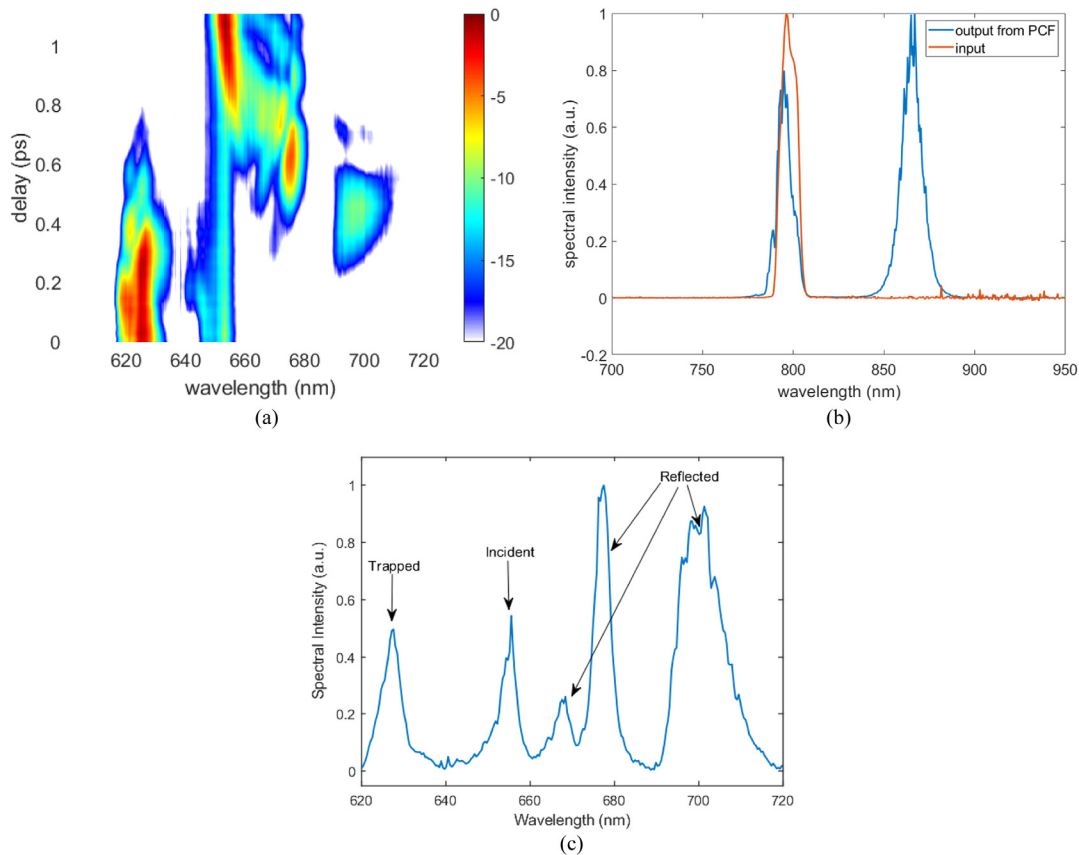 1
0.8
0.6
0.4
0.2
0
delay (ps)
620 640 660 680 700 720
wavelength (nm)
0
-5
-10
-15
-20
(a)
1
0.8
0.6
0.4
0.2
0
-0.2
spectral intensity (a.u.)
output from PCF
input
700 750 800 850 900 950
wavelength (nm)
(b)
1
0.8
0.6
0.4
0.2
0
Spectral Intensity (a.u.)
Trapped
Incident
Reflected
620 640 660 680 700 720
Wavelength (nm)
(c)